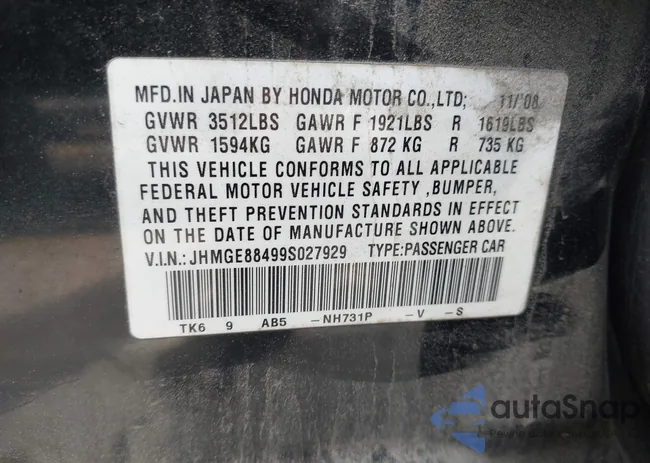 MFD.IN JAPAN BY HONDA MOTOR CO.,LTD; 11/'08
GVWR 3512LBS GAWR F 1921LBS R 1619LBS
GVWR 1594KG GAWR F 872 KG R 735 KG
THIS VEHICLE CONFORMS TO ALL APPLICABLE
FEDERAL MOTOR VEHICLE SAFETY ,BUMPER,
AND THEFT PREVENTION STANDARDS IN EFFECT
ON THE DATE OF MANUFACTURE SHOWN ABOVE.
V.I.N.: JHMGE88499S027929 TYPE:PASSENGER CAR
TK6 9 AB5 -NH731P -V -S
autoSnap